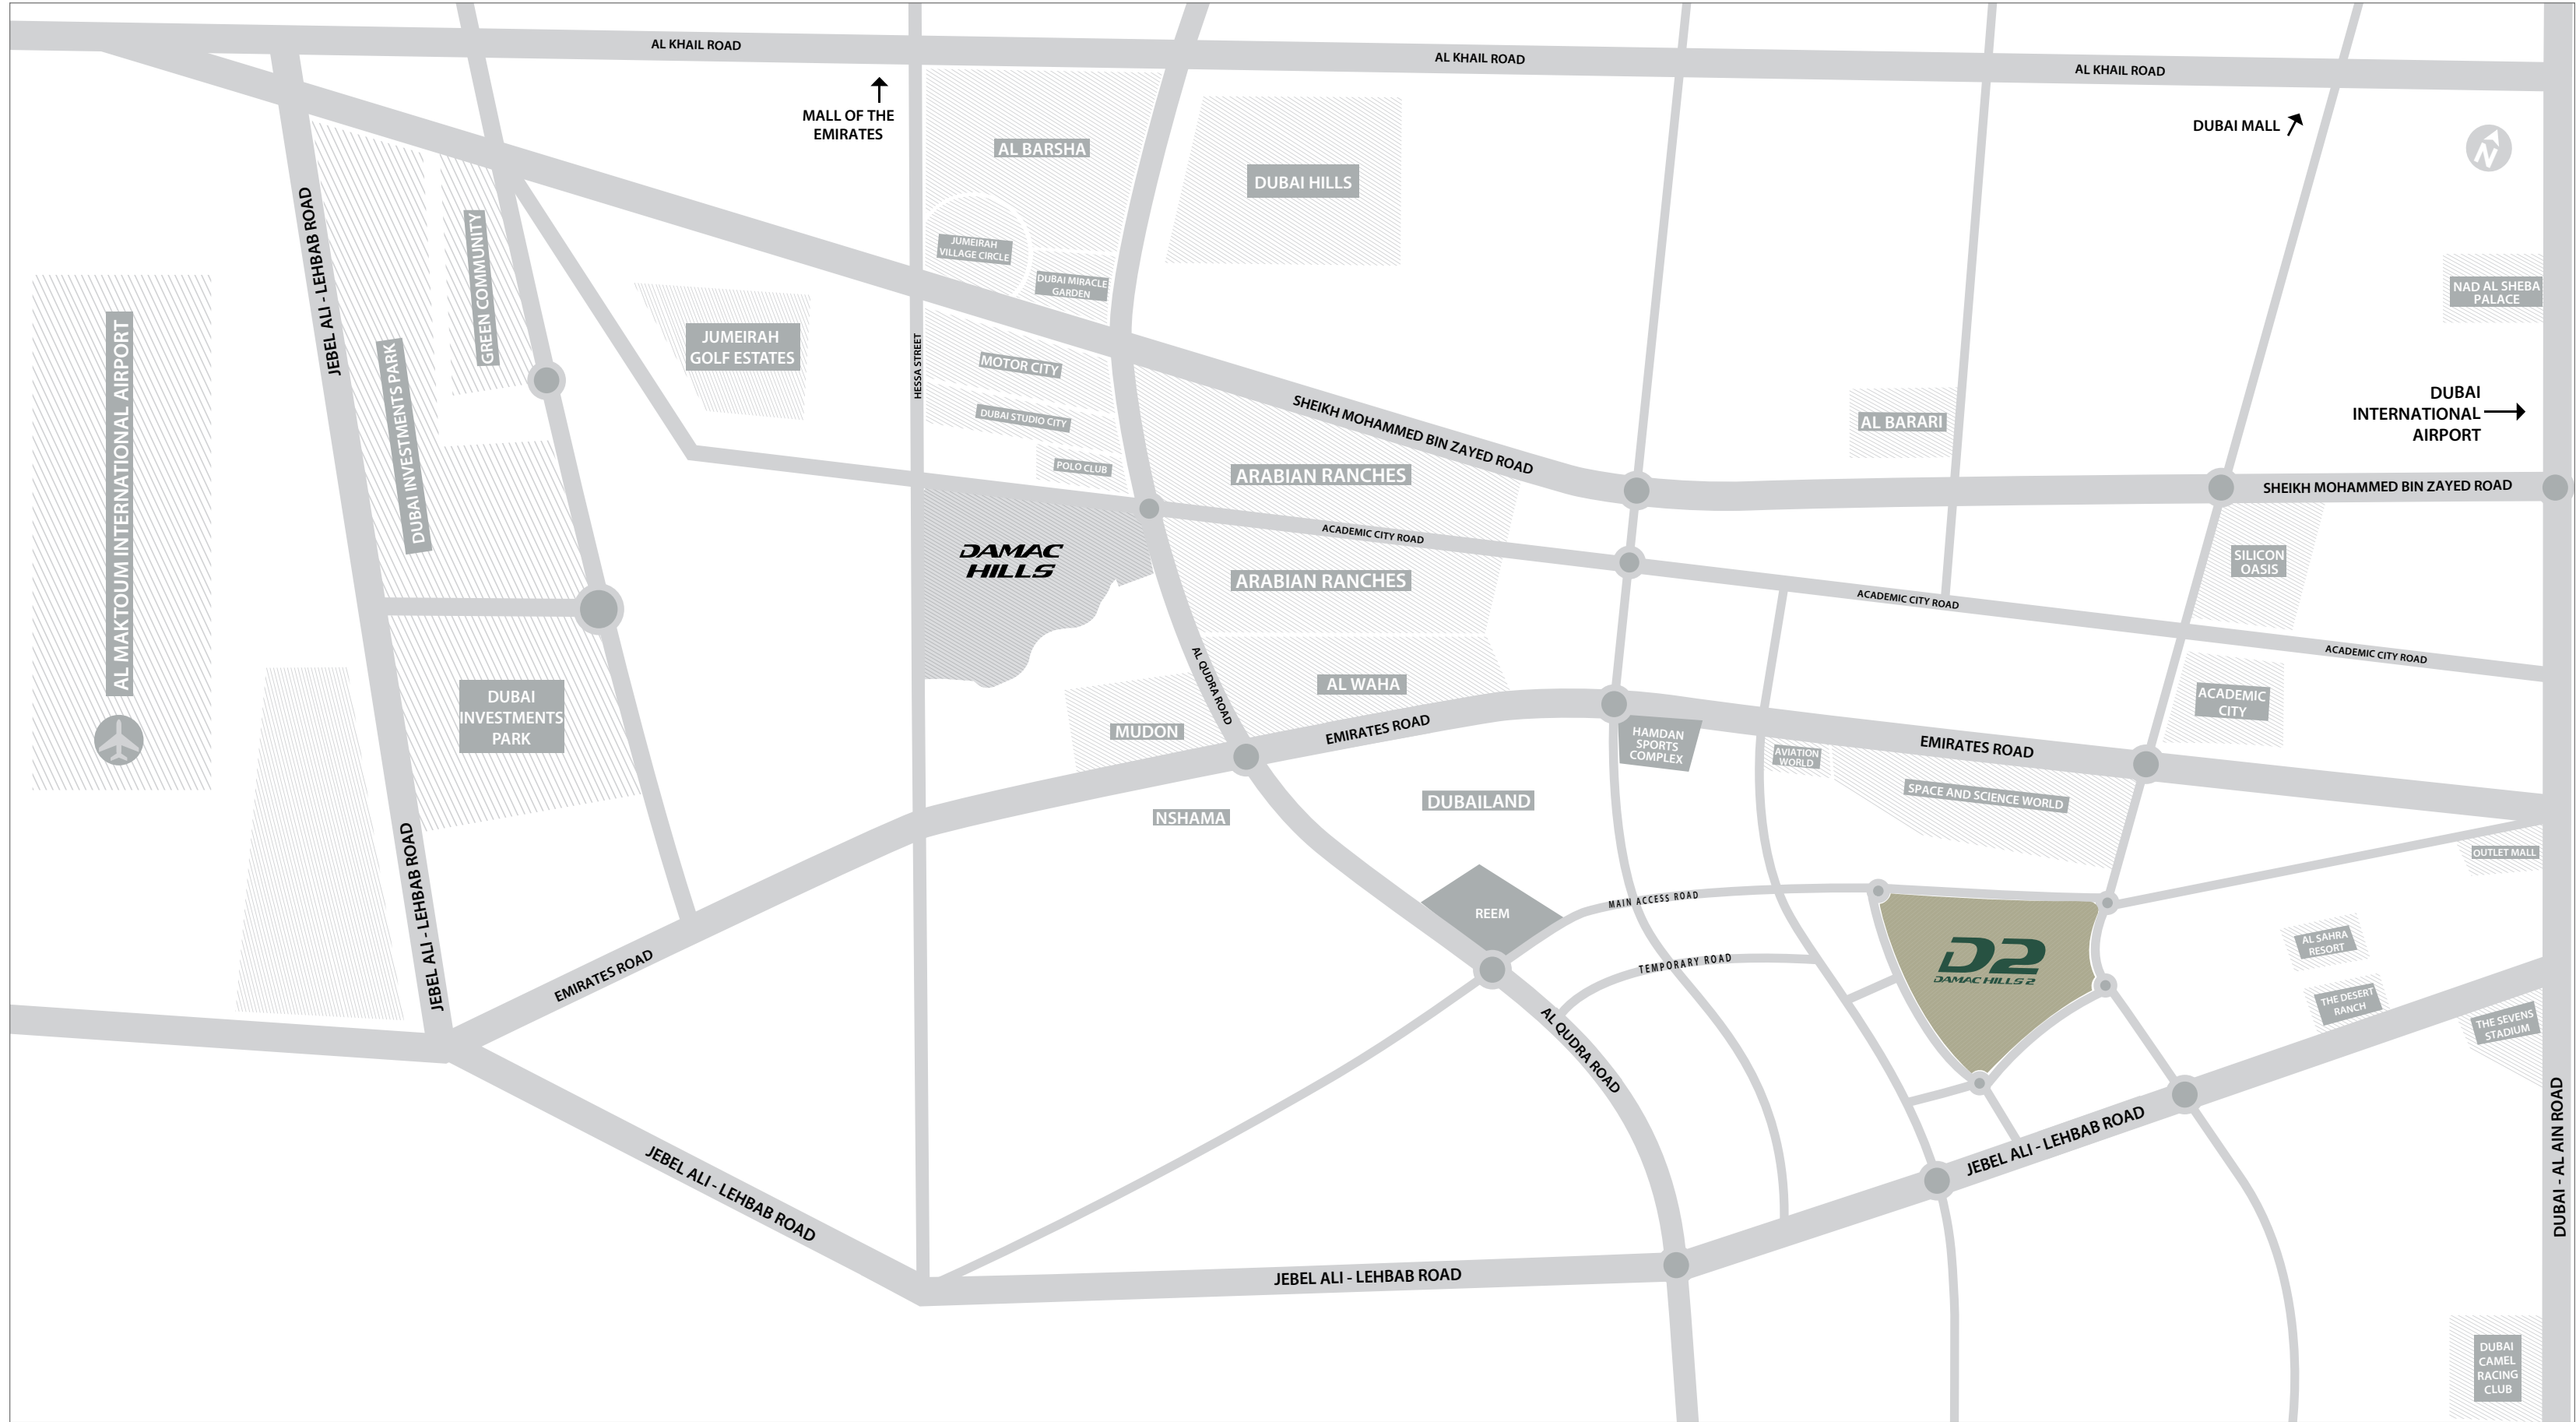 AL KHAIL ROAD
AL KHAIL ROAD
AL KHAIL ROAD
MALL OF THE
EMIRATES
DUBAI MALL
N
AL BARSHA
DUBAI HILLS
JUMEIRAH
VILLAGE CIRCLE
DUBAI MIRACLE
GARDEN
NAD AL SHEBA
PALACE
JEBEL ALI - LEHBAB ROAD
GREEN COMMUNITY
JUMEIRAH
GOLF ESTATES
HESSA STREET
MOTOR CITY
DUBAI STUDIO CITY
POLO CLUB
SHEIKH MOHAMMED BIN ZAYED ROAD
AL BARARI
DUBAI
INTERNATIONAL
AIRPORT
AL MAKTOUM INTERNATIONAL AIRPORT
DUBAI INVESTMENTS PARK
ARABIAN RANCHES
SHEIKH MOHAMMED BIN ZAYED ROAD
ACADEMIC CITY ROAD
DAMAC
HILLS
ARABIAN RANCHES
SILICON
OASIS
ACADEMIC CITY ROAD
ACADEMIC CITY ROAD
AL QUDRA ROAD
AL WAHA
DUBAI
INVESTMENTS
PARK
MUDON
EMIRATES ROAD
HAMDAN
SPORTS
COMPLEX
AVIATION
WORLD
EMIRATES ROAD
ACADEMIC
CITY
SPACE AND SCIENCE WORLD
NSHAMA
DUBAILAND
OUTLET MALL
JEBEL ALI - LEHBAB ROAD
REEM
MAIN ACCESS ROAD
TEMPORARY ROAD
D2
DAMAC HILLS 2
AL SAHRA
RESORT
THE DESERT
RANCH
THE SEVENS
STADIUM
EMIRATES ROAD
AL QUDRA ROAD
JEBEL ALI - LEHBAB ROAD
JEBEL ALI - LEHBAB ROAD
JEBEL ALI - LEHBAB ROAD
DUBAI - AL AIN ROAD
DUBAI
CAMEL
RACING
CLUB